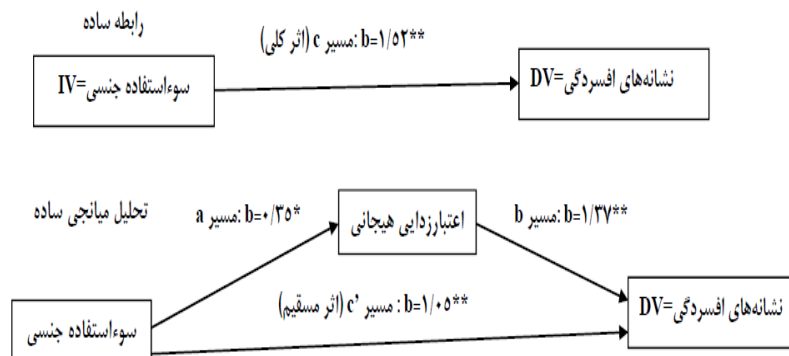 رابطه ساده
مسیر c (اثر کلی): b=۱/۵۲**
سوءاستفاده جنسی=IV
نشانه‌های افسردگی=DV
تحلیل میانجی ساده
مسیر a: b=۰/۳۵*
اعتبارزدایی هیجانی
مسیر b: b=۱/۳۷**
مسیر c’ (اثر مستقیم): b=۱/۰۵**
نشانه‌های افسردگی=DV
سوءاستفاده جنسی